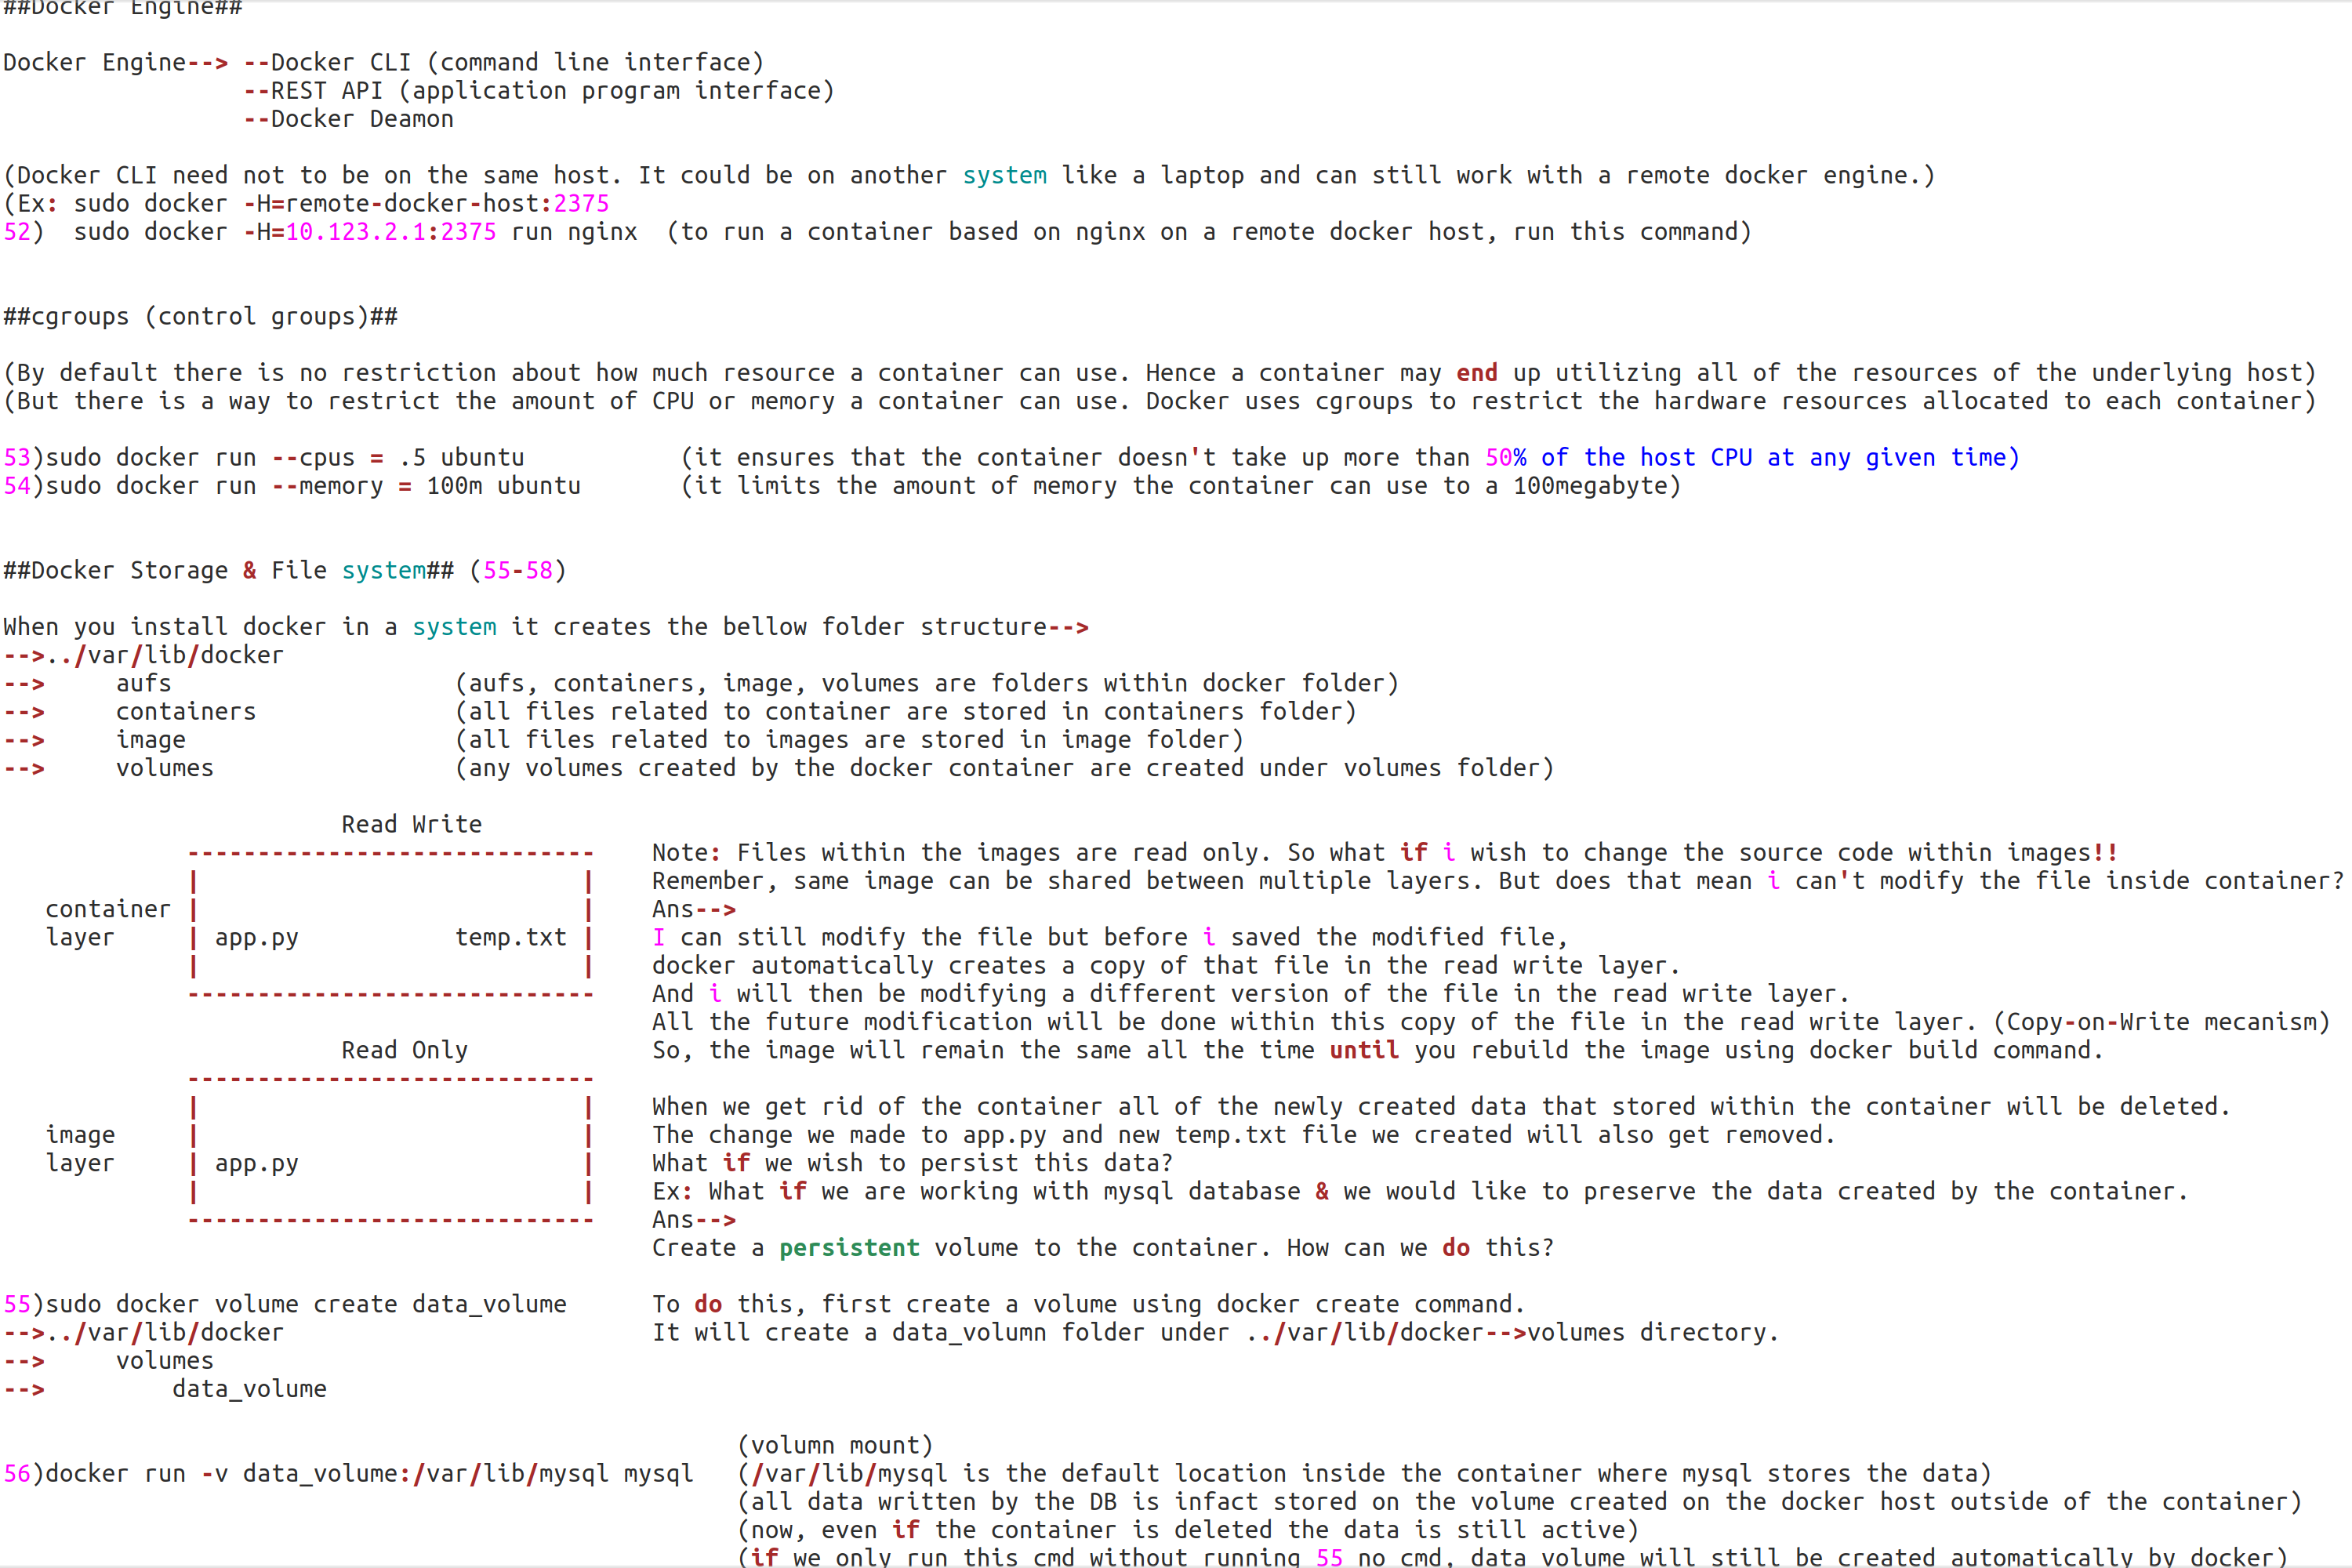 ##Docker Engine##
Docker Engine--> --Docker CLI (command line interface)
--REST API (application program interface)
--Docker Deamon
(Docker CLI need not to be on the same host. It could be on another system like a laptop and can still work with a remote docker engine.)
(Ex: sudo docker -H=remote-docker-host:2375
52)  sudo docker -H=10.123.2.1:2375 run nginx  (to run a container based on nginx on a remote docker host, run this command)
##cgroups (control groups)##
(By default there is no restriction about how much resource a container can use. Hence a container may end up utilizing all of the resources of the underlying host)
(But there is a way to restrict the amount of CPU or memory a container can use. Docker uses cgroups to restrict the hardware resources allocated to each container)
53)sudo docker run --cpus = .5 ubuntu           (it ensures that the container doesn't take up more than 50% of the host CPU at any given time)
54)sudo docker run --memory = 100m ubuntu       (it limits the amount of memory the container can use to a 100megabyte)
##Docker Storage & File system## (55-58)
When you install docker in a system it creates the bellow folder structure-->
-->../var/lib/docker
-->     aufs                    (aufs, containers, image, volumes are folders within docker folder)
-->     containers              (all files related to container are stored in containers folder)
-->     image                   (all files related to images are stored in image folder)
-->     volumes                 (any volumes created by the docker container are created under volumes folder)
Read Write
-----------------------------    Note: Files within the images are read only. So what if i wish to change the source code within images!!
|                           |    Remember, same image can be shared between multiple layers. But does that mean i can't modify the file inside container?
container |                           |    Ans-->
layer     | app.py           temp.txt |    I can still modify the file but before i saved the modified file,
|                           |    docker automatically creates a copy of that file in the read write layer.
-----------------------------    And i will then be modifying a different version of the file in the read write layer.
All the future modification will be done within this copy of the file in the read write layer. (Copy-on-Write mecanism)
Read Only             So, the image will remain the same all the time until you rebuild the image using docker build command.
-----------------------------
|                           |    When we get rid of the container all of the newly created data that stored within the container will be deleted.
image     |                           |    The change we made to app.py and new temp.txt file we created will also get removed.
layer     | app.py                    |    What if we wish to persist this data?
|                           |    Ex: What if we are working with mysql database & we would like to preserve the data created by the container.
-----------------------------    Ans-->
Create a persistent volume to the container. How can we do this?
55)sudo docker volume create data_volume      To do this, first create a volume using docker create command.
-->../var/lib/docker                          It will create a data_volumn folder under ../var/lib/docker-->volumes directory.
-->     volumes
-->         data_volume
(volumn mount)
56)docker run -v data_volume:/var/lib/mysql mysql   (/var/lib/mysql is the default location inside the container where mysql stores the data)
(all data written by the DB is infact stored on the volume created on the docker host outside of the container)
(now, even if the container is deleted the data is still active)
(if we only run this cmd without running 55 no cmd, data_volume will still be created automatically by docker)